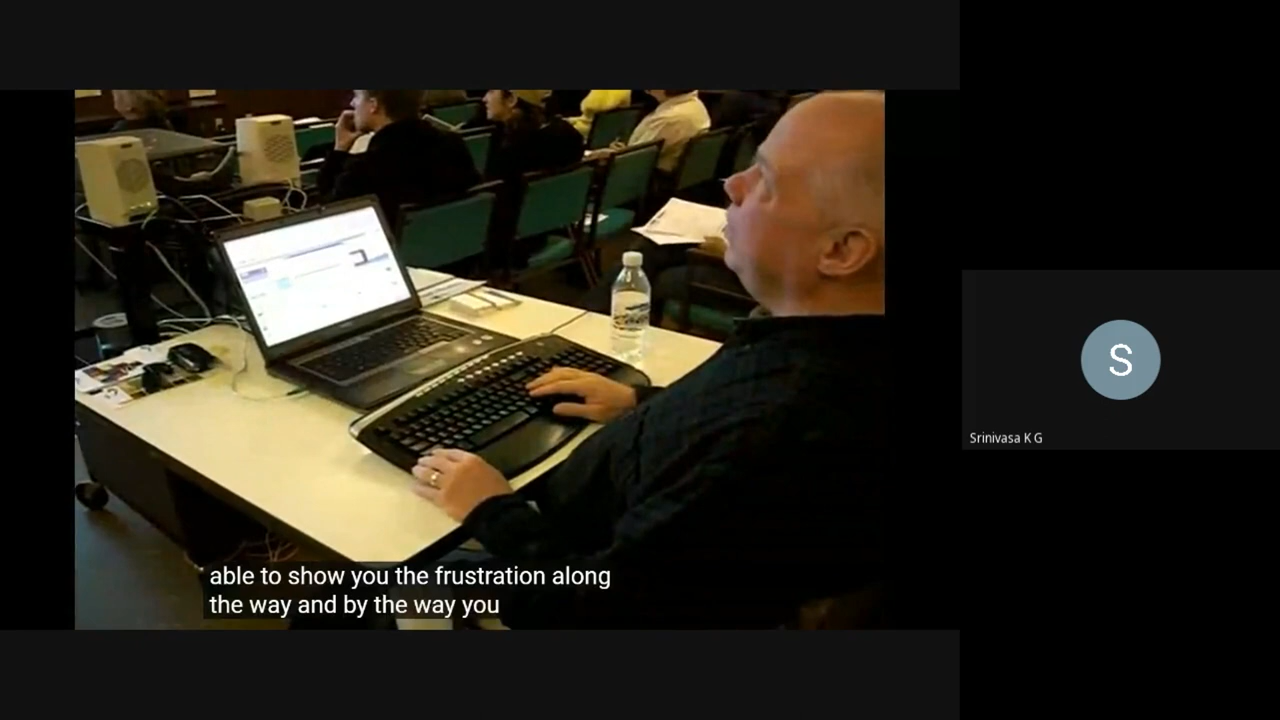 able to show you the frustration along
the way and by the way you
S
Srinivasa K G